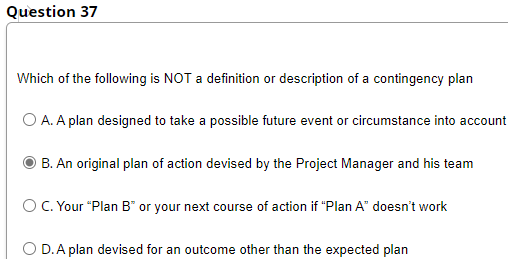 Question 37
Which of the following is NOT a definition or description of a contingency plan
A. A plan designed to take a possible future event or circumstance into account
B. An original plan of action devised by the Project Manager and his team
C. Your “Plan B” or your next course of action if “Plan A” doesn’t work
D. A plan devised for an outcome other than the expected plan